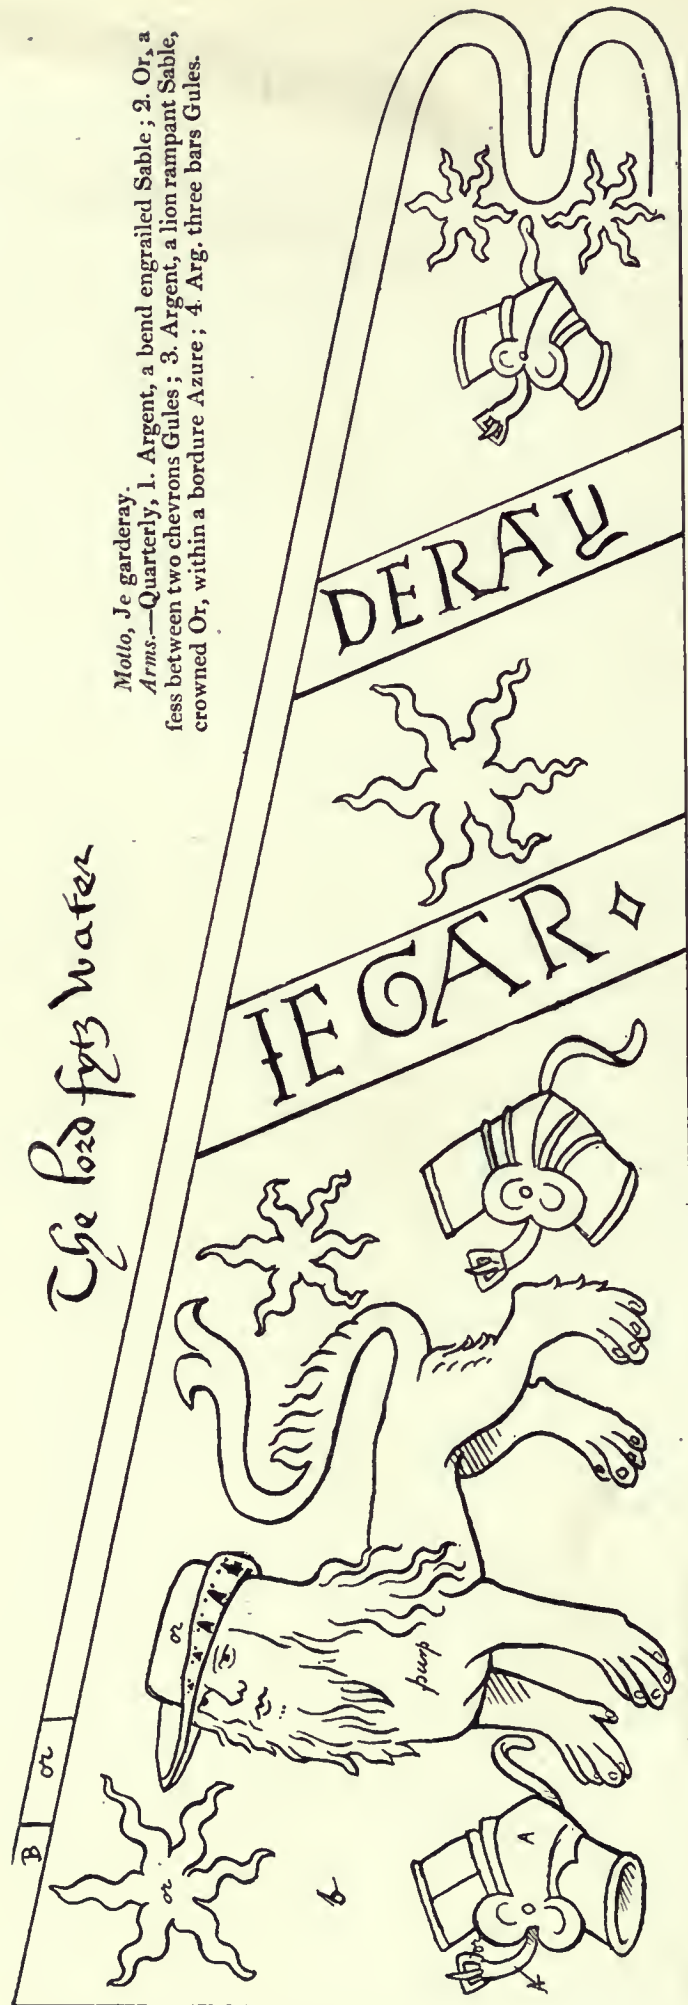 Motto, Je garderay.
Arms.—Quarterly, 1. Argent, a bend engrailed Sable; 2. Or, a
fess between two chevrons Gules; 3. Argent, a lion rampant Sable,
crowned Or, within a bordure Azure; 4. Arg. three bars Gules.
The lord fytz Water
B or
or
b
or
A A A
purp
A
or
A
IE GAR
DERAY